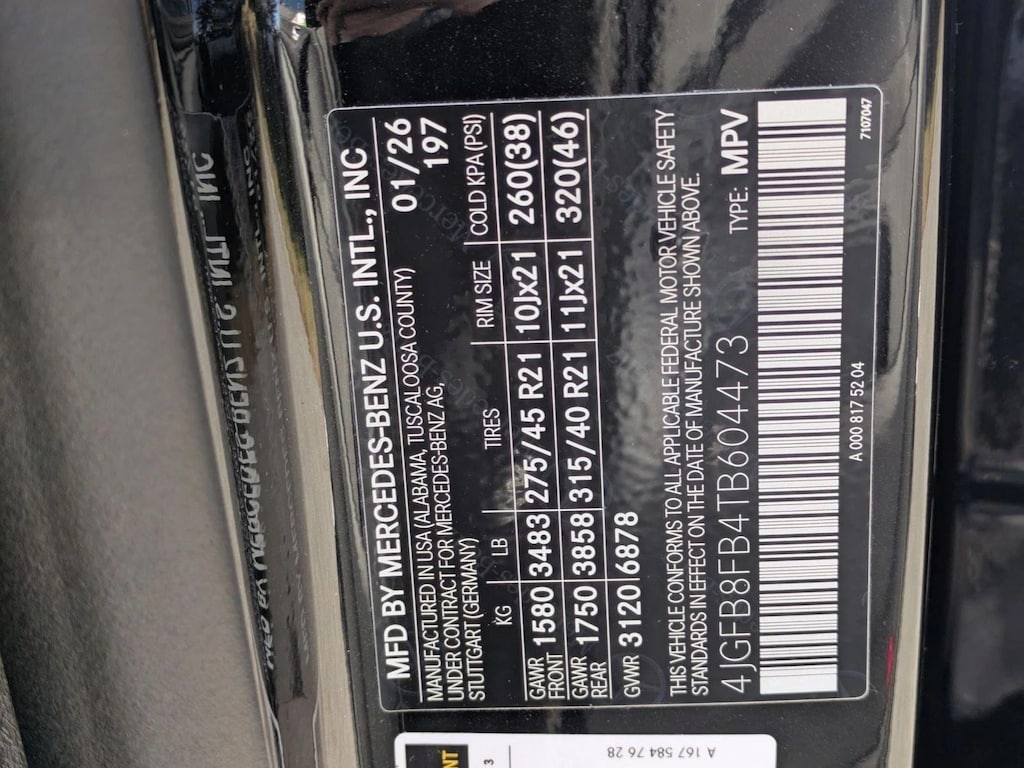 MFD BY MERCEDES-BENZ U.S. INTL., INC
01/26
197
MANUFACTURED IN USA (ALABAMA, TUSCALOOSA COUNTY)
UNDER CONTRACT FOR MERCEDES-BENZ AG,
STUTTGART (GERMANY)
KG LB TIRES RIM SIZE COLD KPA (PSI)
GAWR FRONT 1580 3483 275/45 R21 10Jx21 260(38)
GAWR REAR 1750 3858 315/40 R21 11Jx21 320(46)
GVWR 3120 6878
THIS VEHICLE CONFORMS TO ALL APPLICABLE FEDERAL MOTOR VEHICLE SAFETY
STANDARDS IN EFFECT ON THE DATE OF MANUFACTURE SHOWN ABOVE.
4JGFB8FB4TB604473 TYPE: MPV
A 000 817 52 04
7107047
A 167 584 76 28
3